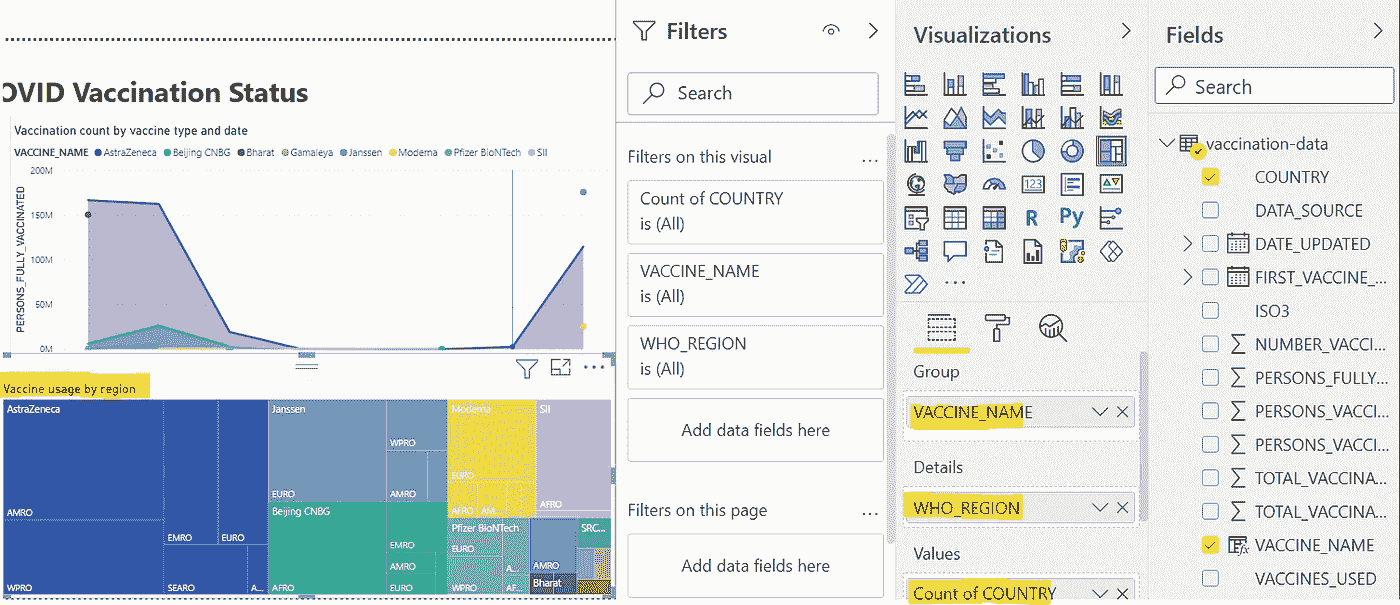 OVID Vaccination Status
Vaccination count by vaccine type and date
VACCINE_NAME AstraZeneca Beijing CNBG Bharat Gamaleya Janssen Moderna Pfizer BioNTech SII
PERSONS_FULLY_VACCINATED
200M
150M
100M
50M
0M
Vaccine usage by region
AstraZeneca
AMRO
WPRO
EMRO
EURO
SEARO
A...
Janssen
EURO
WPRO
AMRO
Beijing CNBG
AFRO
EMRO
AMRO
EURO
Moderna
EURO
AFRO
AM...
SII
AFRO
Pfizer BioNTech
EURO
WPRO
A...
AF...
AMRO
Bharat
SRC...
Filters
Search
Filters on this visual
...
Count of COUNTRY
is (All)
VACCINE_NAME
is (All)
WHO_REGION
is (All)
Add data fields here
Filters on this page
...
Add data fields here
Visualizations
123
R
Py
...
Group
VACCINE_NAME
Details
WHO_REGION
Values
Count of COUNTRY
Fields
Search
vaccination-data
COUNTRY
DATA_SOURCE
DATE_UPDATED
FIRST_VACCINE_...
ISO3
NUMBER_VACCI...
PERSONS_FULLY...
PERSONS_VACCI...
PERSONS_VACCI...
TOTAL_VACCINA...
TOTAL_VACCINA...
VACCINE_NAME
VACCINES_USED